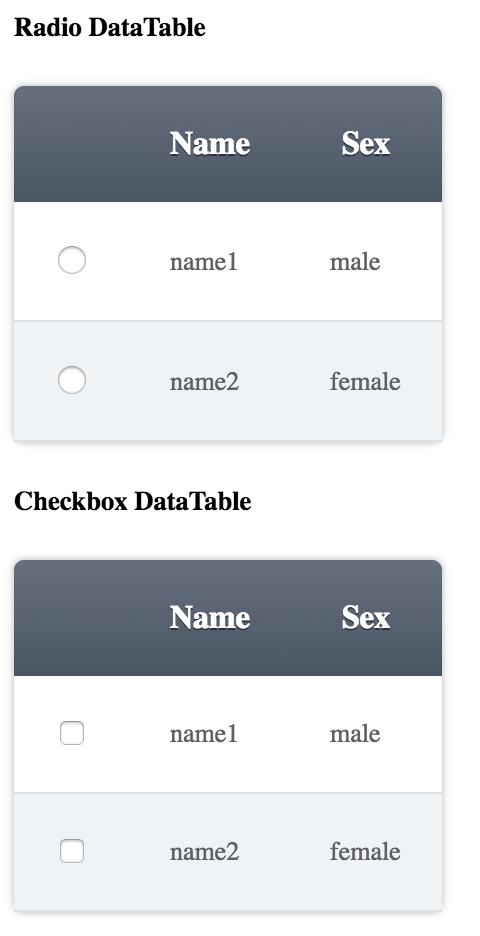 Radio DataTable
Name Sex
name1 male
name2 female
Checkbox DataTable
Name Sex
name1 male
name2 female